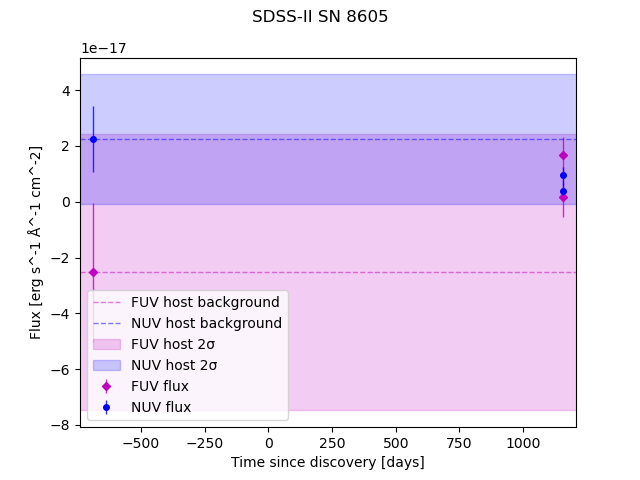 SDSS-II SN 8605
1e−17
4
2
0
−2
−4
−6
−8
Flux [erg s^-1 Å^-1 cm^-2]
FUV host background
NUV host background
FUV host 2σ
NUV host 2σ
FUV flux
NUV flux
−500 −250 0 250 500 750 1000
Time since discovery [days]